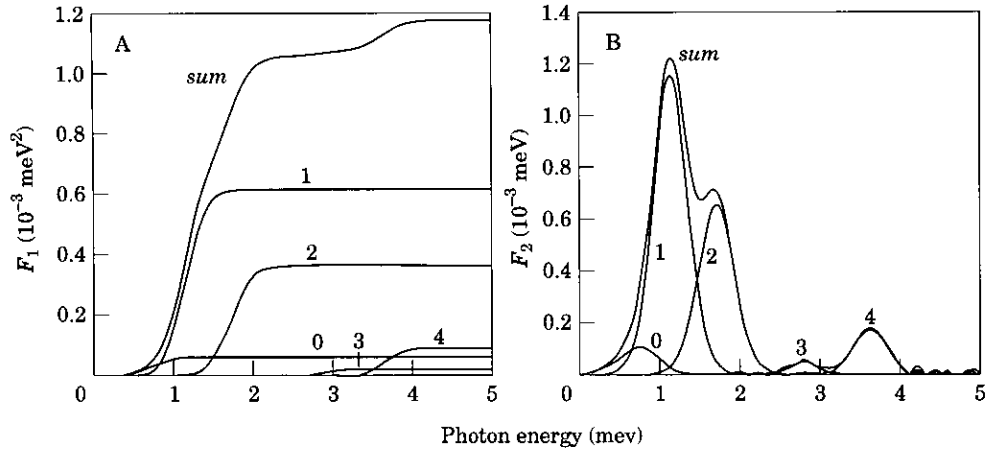 1.2
1.0
0.8
0.6
0.4
0.2
F₁ (10⁻³ meV²)
A
sum
1
2
0 3 4
0 1 2 3 4 5
1.4
1.2
1.0
0.8
0.6
0.4
0.2
F₂ (10⁻³ meV)
B
sum
1 2
0
3
4
0 1 2 3 4 5
Photon energy (mev)